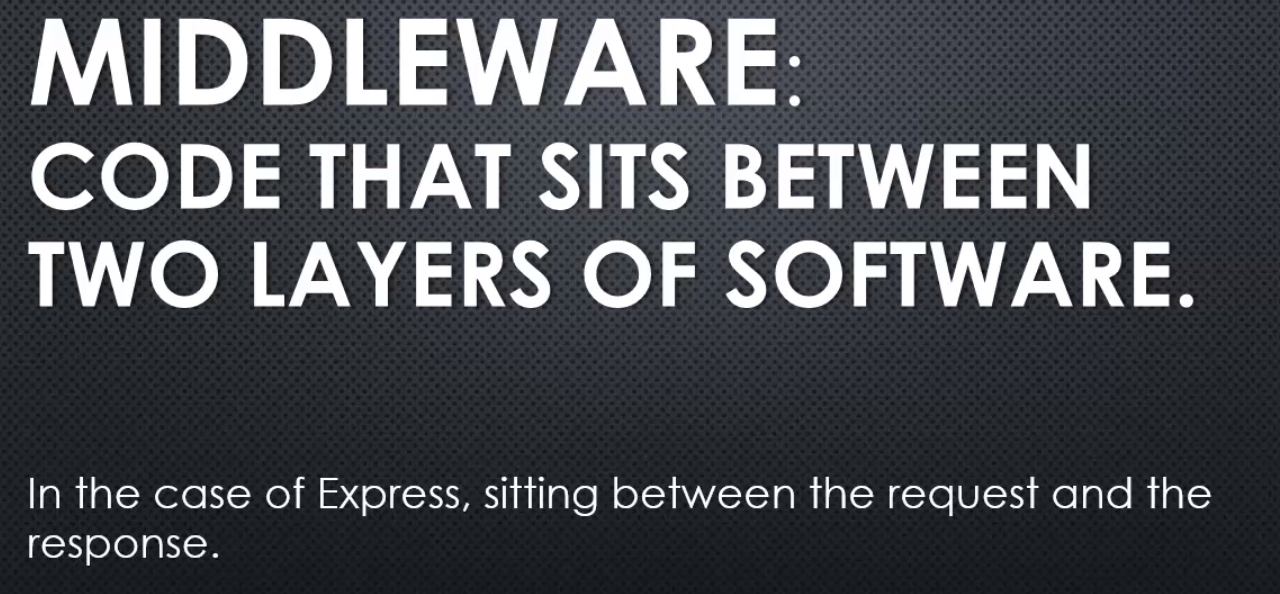 MIDDLEWARE:
CODE THAT SITS BETWEEN
TWO LAYERS OF SOFTWARE.
In the case of Express, sitting between the request and the
response.